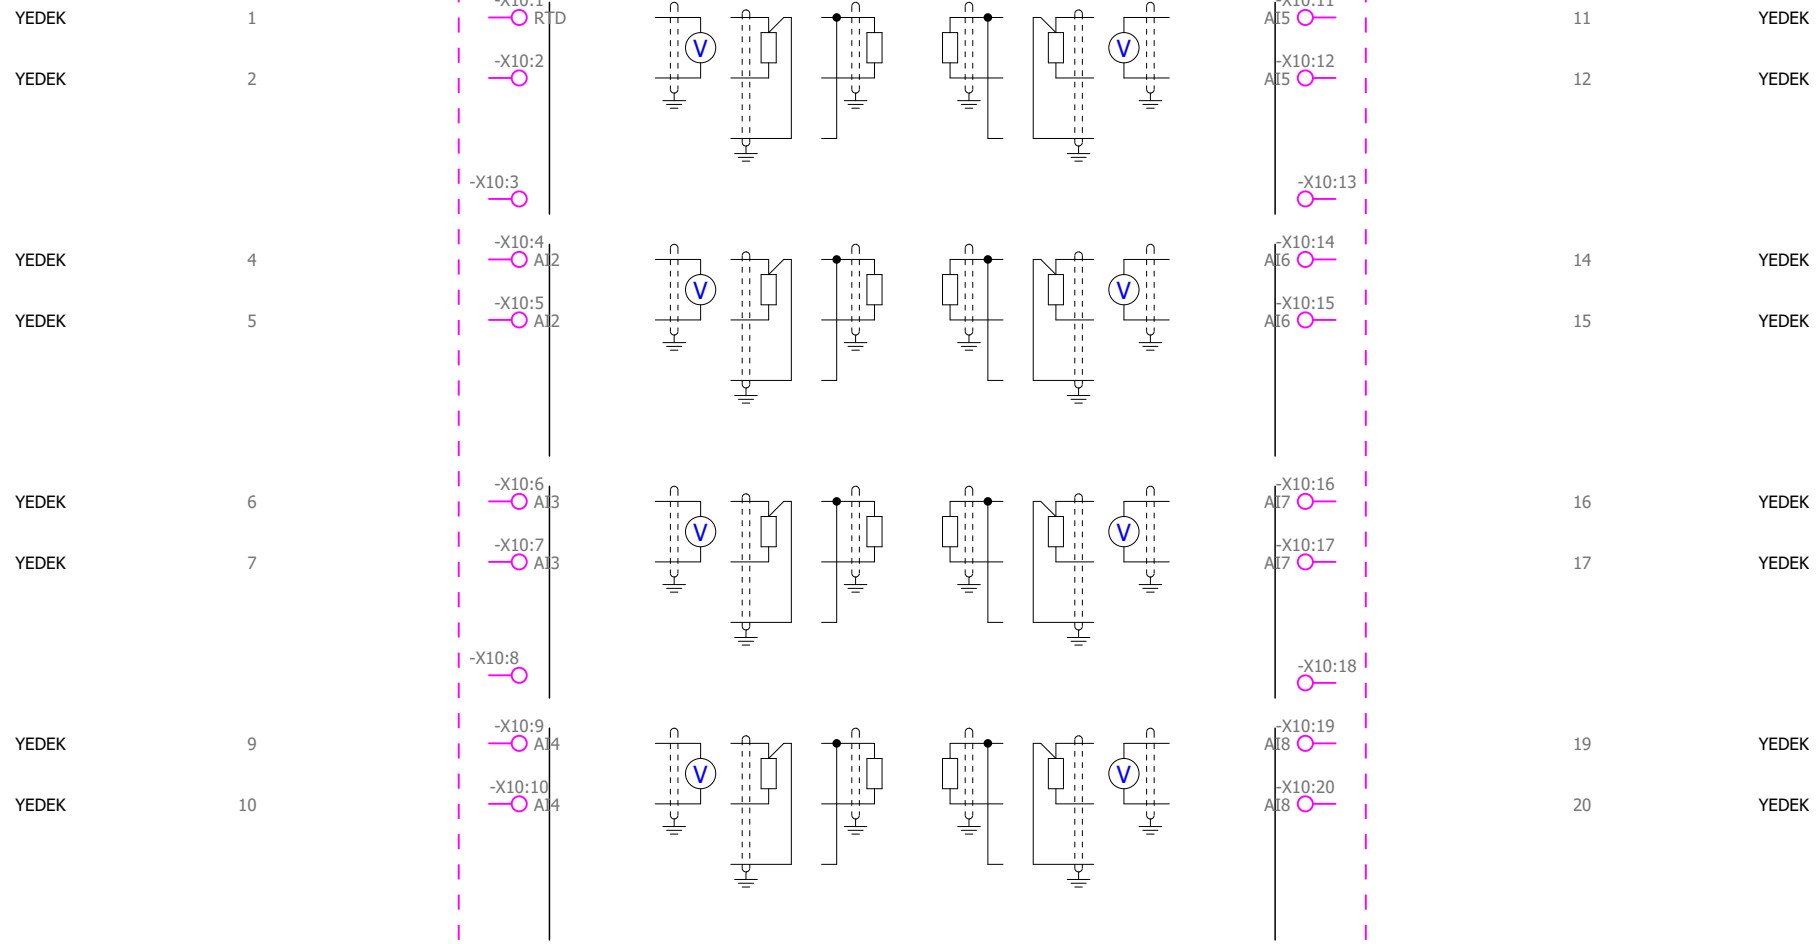 -X10:1 -X10:11
YEDEK 1 RTD V V AI5 11 YEDEK
-X10:2 -X10:12
YEDEK 2 AI5 12 YEDEK
-X10:3 -X10:13
-X10:4 -X10:14
YEDEK 4 AI2 AI6 14 YEDEK
V V
-X10:5 -X10:15
YEDEK 5 AI2 AI6 15 YEDEK
-X10:6 -X10:16
YEDEK 6 AI3 AI7 16 YEDEK
V V
-X10:7 -X10:17
YEDEK 7 AI3 AI7 17 YEDEK
-X10:8 -X10:18
-X10:9 -X10:19
YEDEK 9 AI4 AI8 19 YEDEK
V V
-X10:10 -X10:20
YEDEK 10 AI4 AI8 20 YEDEK